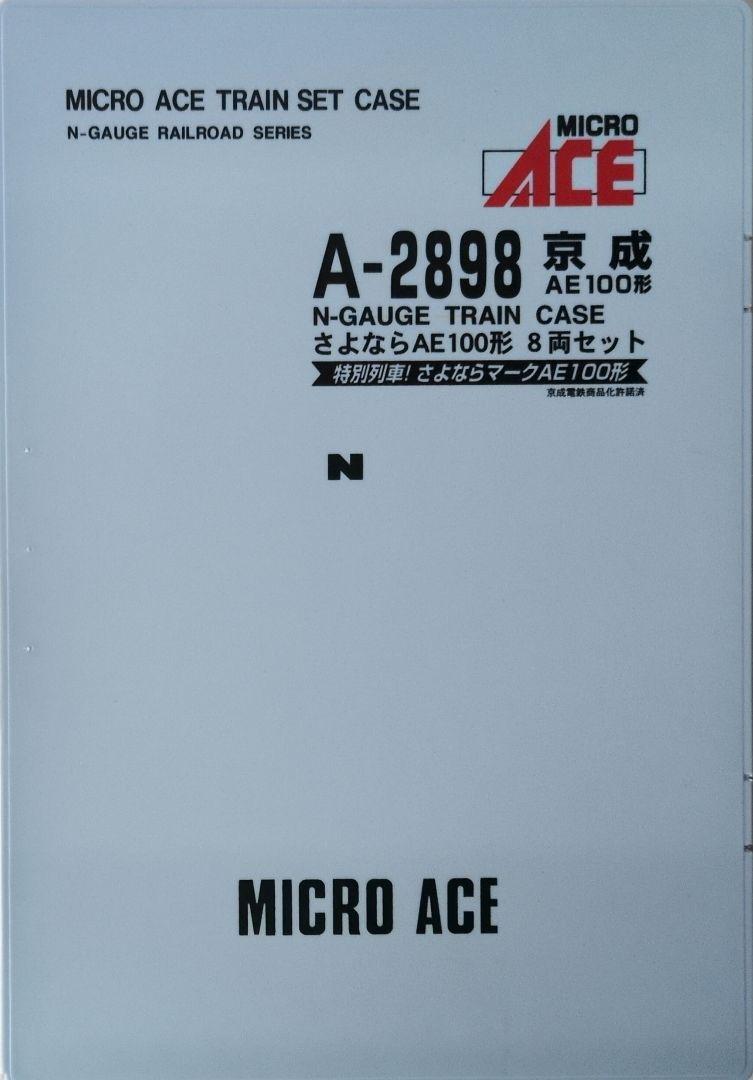 MICRO ACE TRAIN SET CASE
N-GAUGE RAILROAD SERIES
MICRO
ACE
A-2898 京成
AE100形
N-GAUGE TRAIN CASE
さよならAE100形 8両セット
特別列車!さよならマークAE100形
京成電鉄商品化許諾済
N
MICRO ACE